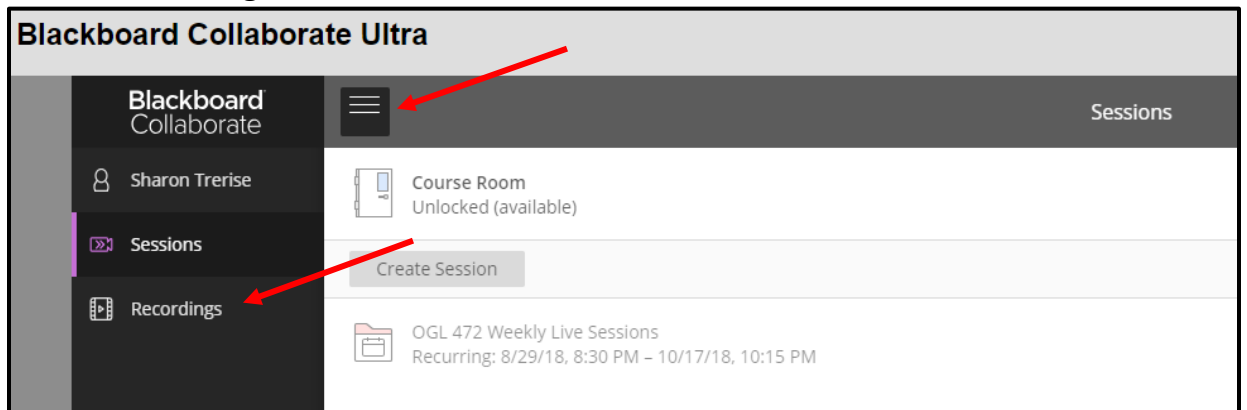 Blackboard Collaborate Ultra
Blackboard
Collaborate
Sessions
Sharon Trerise
Sessions
Recordings
Course Room
Unlocked (available)
Create Session
OGL 472 Weekly Live Sessions
Recurring: 8/29/18, 8:30 PM – 10/17/18, 10:15 PM